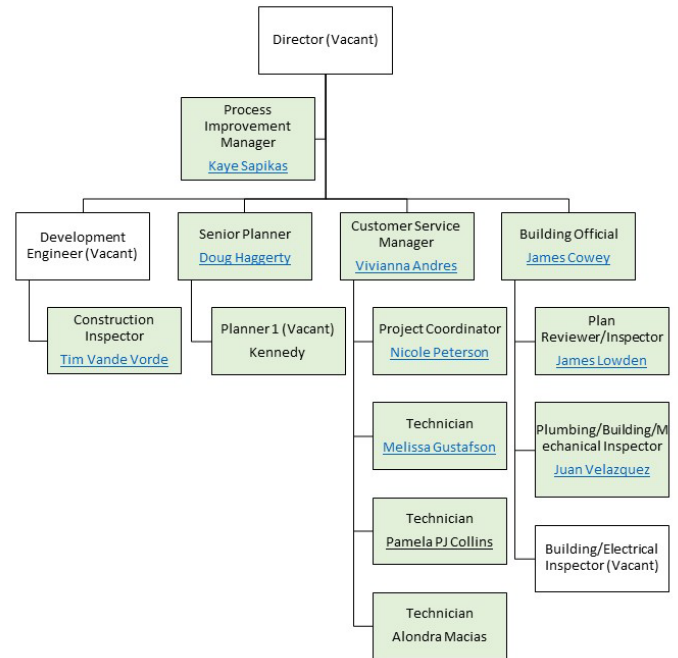 Director (Vacant)
Process
Improvement
Manager
Kaye Sapikas
Development
Engineer (Vacant)
Senior Planner
Doug Haggerty
Customer Service
Manager
Vivianna Andres
Building Official
James Cowey
Construction
Inspector
Tim Vande Vorde
Planner 1 (Vacant)
Kennedy
Project Coordinator
Nicole Peterson
Plan
Reviewer/Inspector
James Lowden
Technician
Melissa Gustafson
Plumbing/Building/M
echanical Inspector
Juan Velazquez
Technician
Pamela PJ Collins
Building/Electrical
Inspector (Vacant)
Technician
Alondra Macias